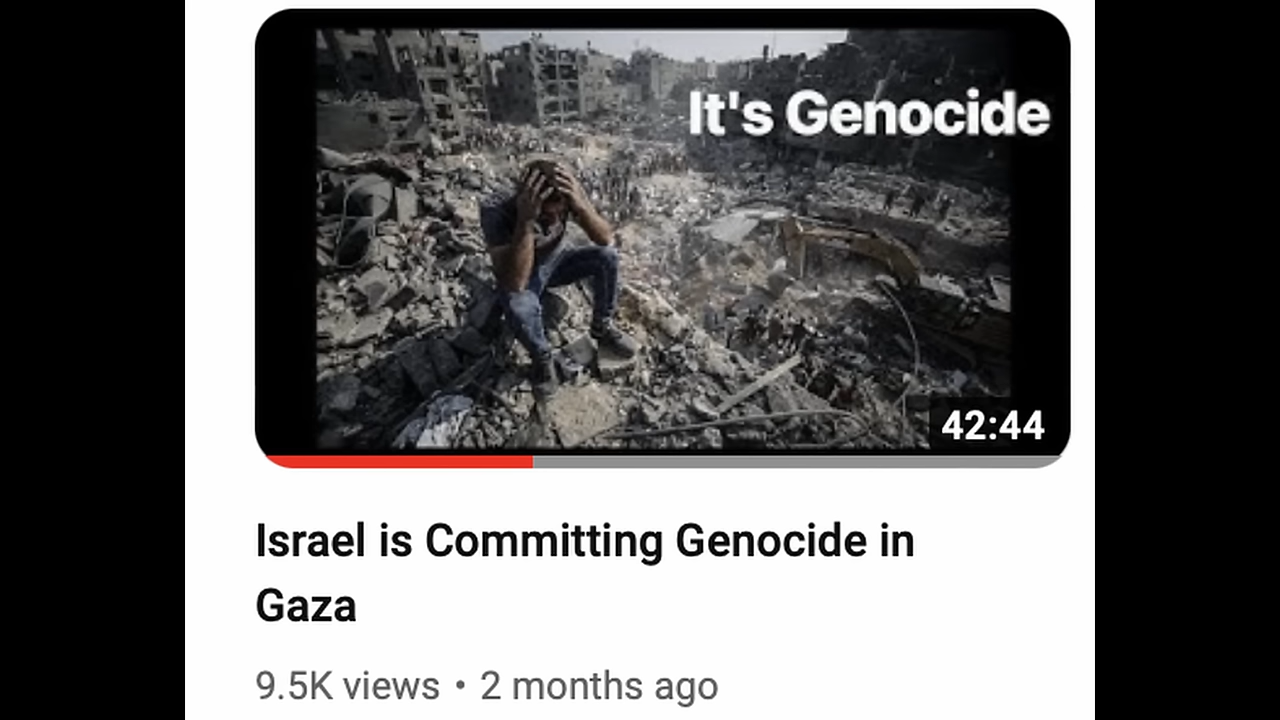 It's Genocide
42:44
Israel is Committing Genocide in
Gaza
9.5K views • 2 months ago